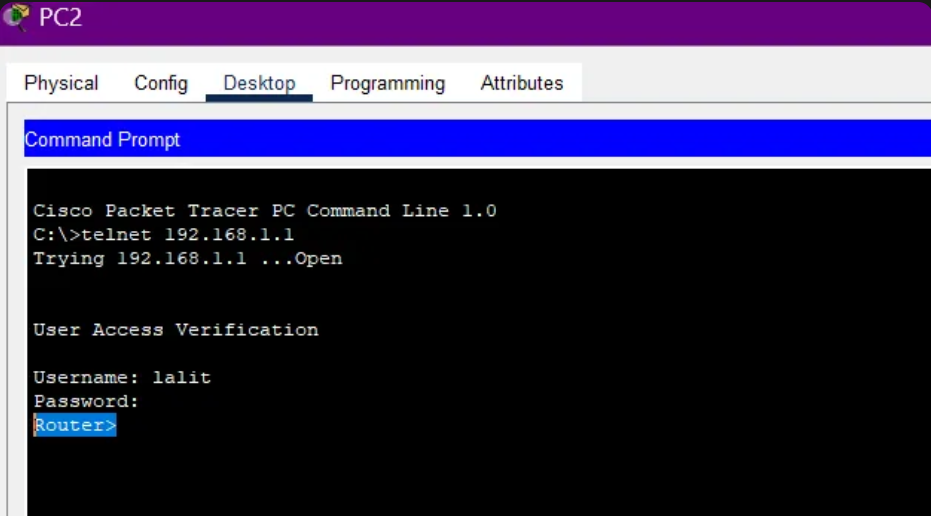 PC2
Physical Config Desktop Programming Attributes
Command Prompt
Cisco Packet Tracer PC Command Line 1.0
C:\>telnet 192.168.1.1
Trying 192.168.1.1 ...Open
User Access Verification
Username: lalit
Password:
Router>